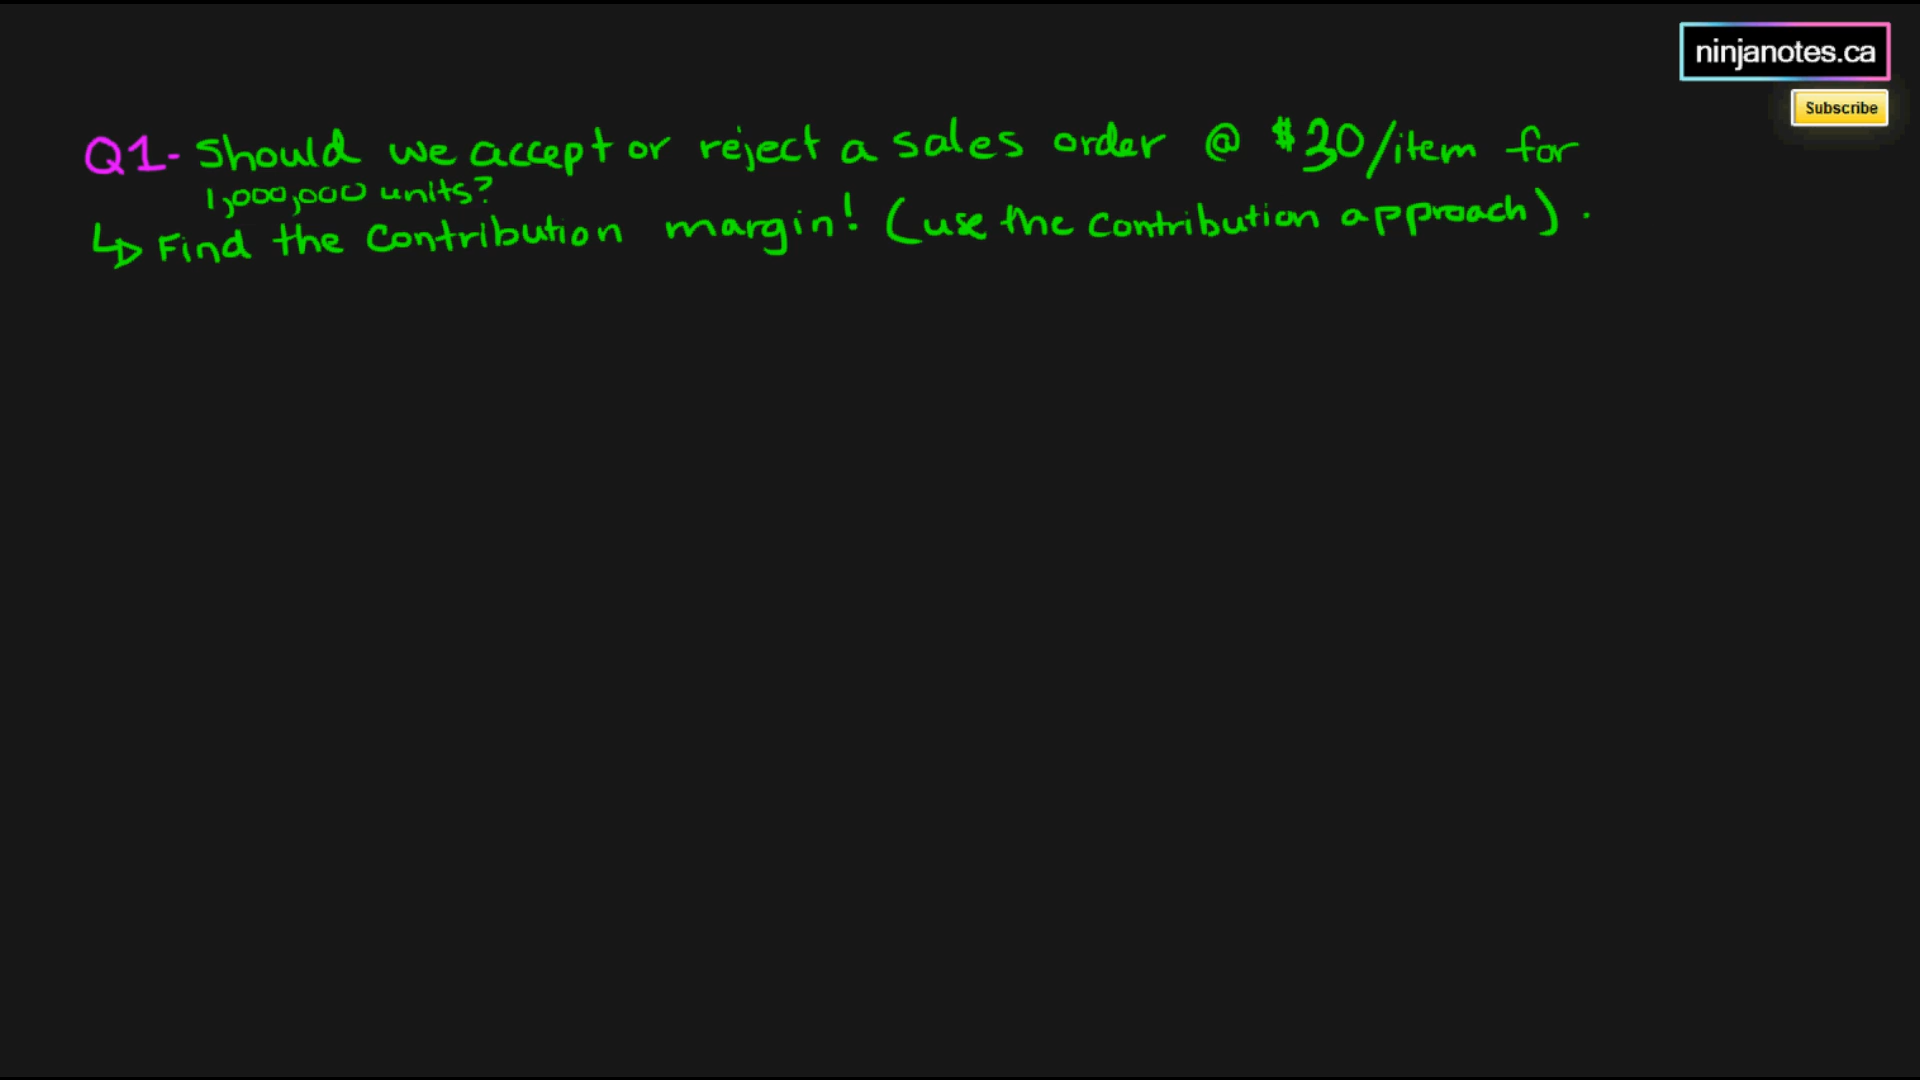 ninjanotes.ca
Subscribe
Q1- Should we accept or reject a sales order @ $30/item for
1,000,000 units?
↳ Find the contribution margin! (use the contribution approach).